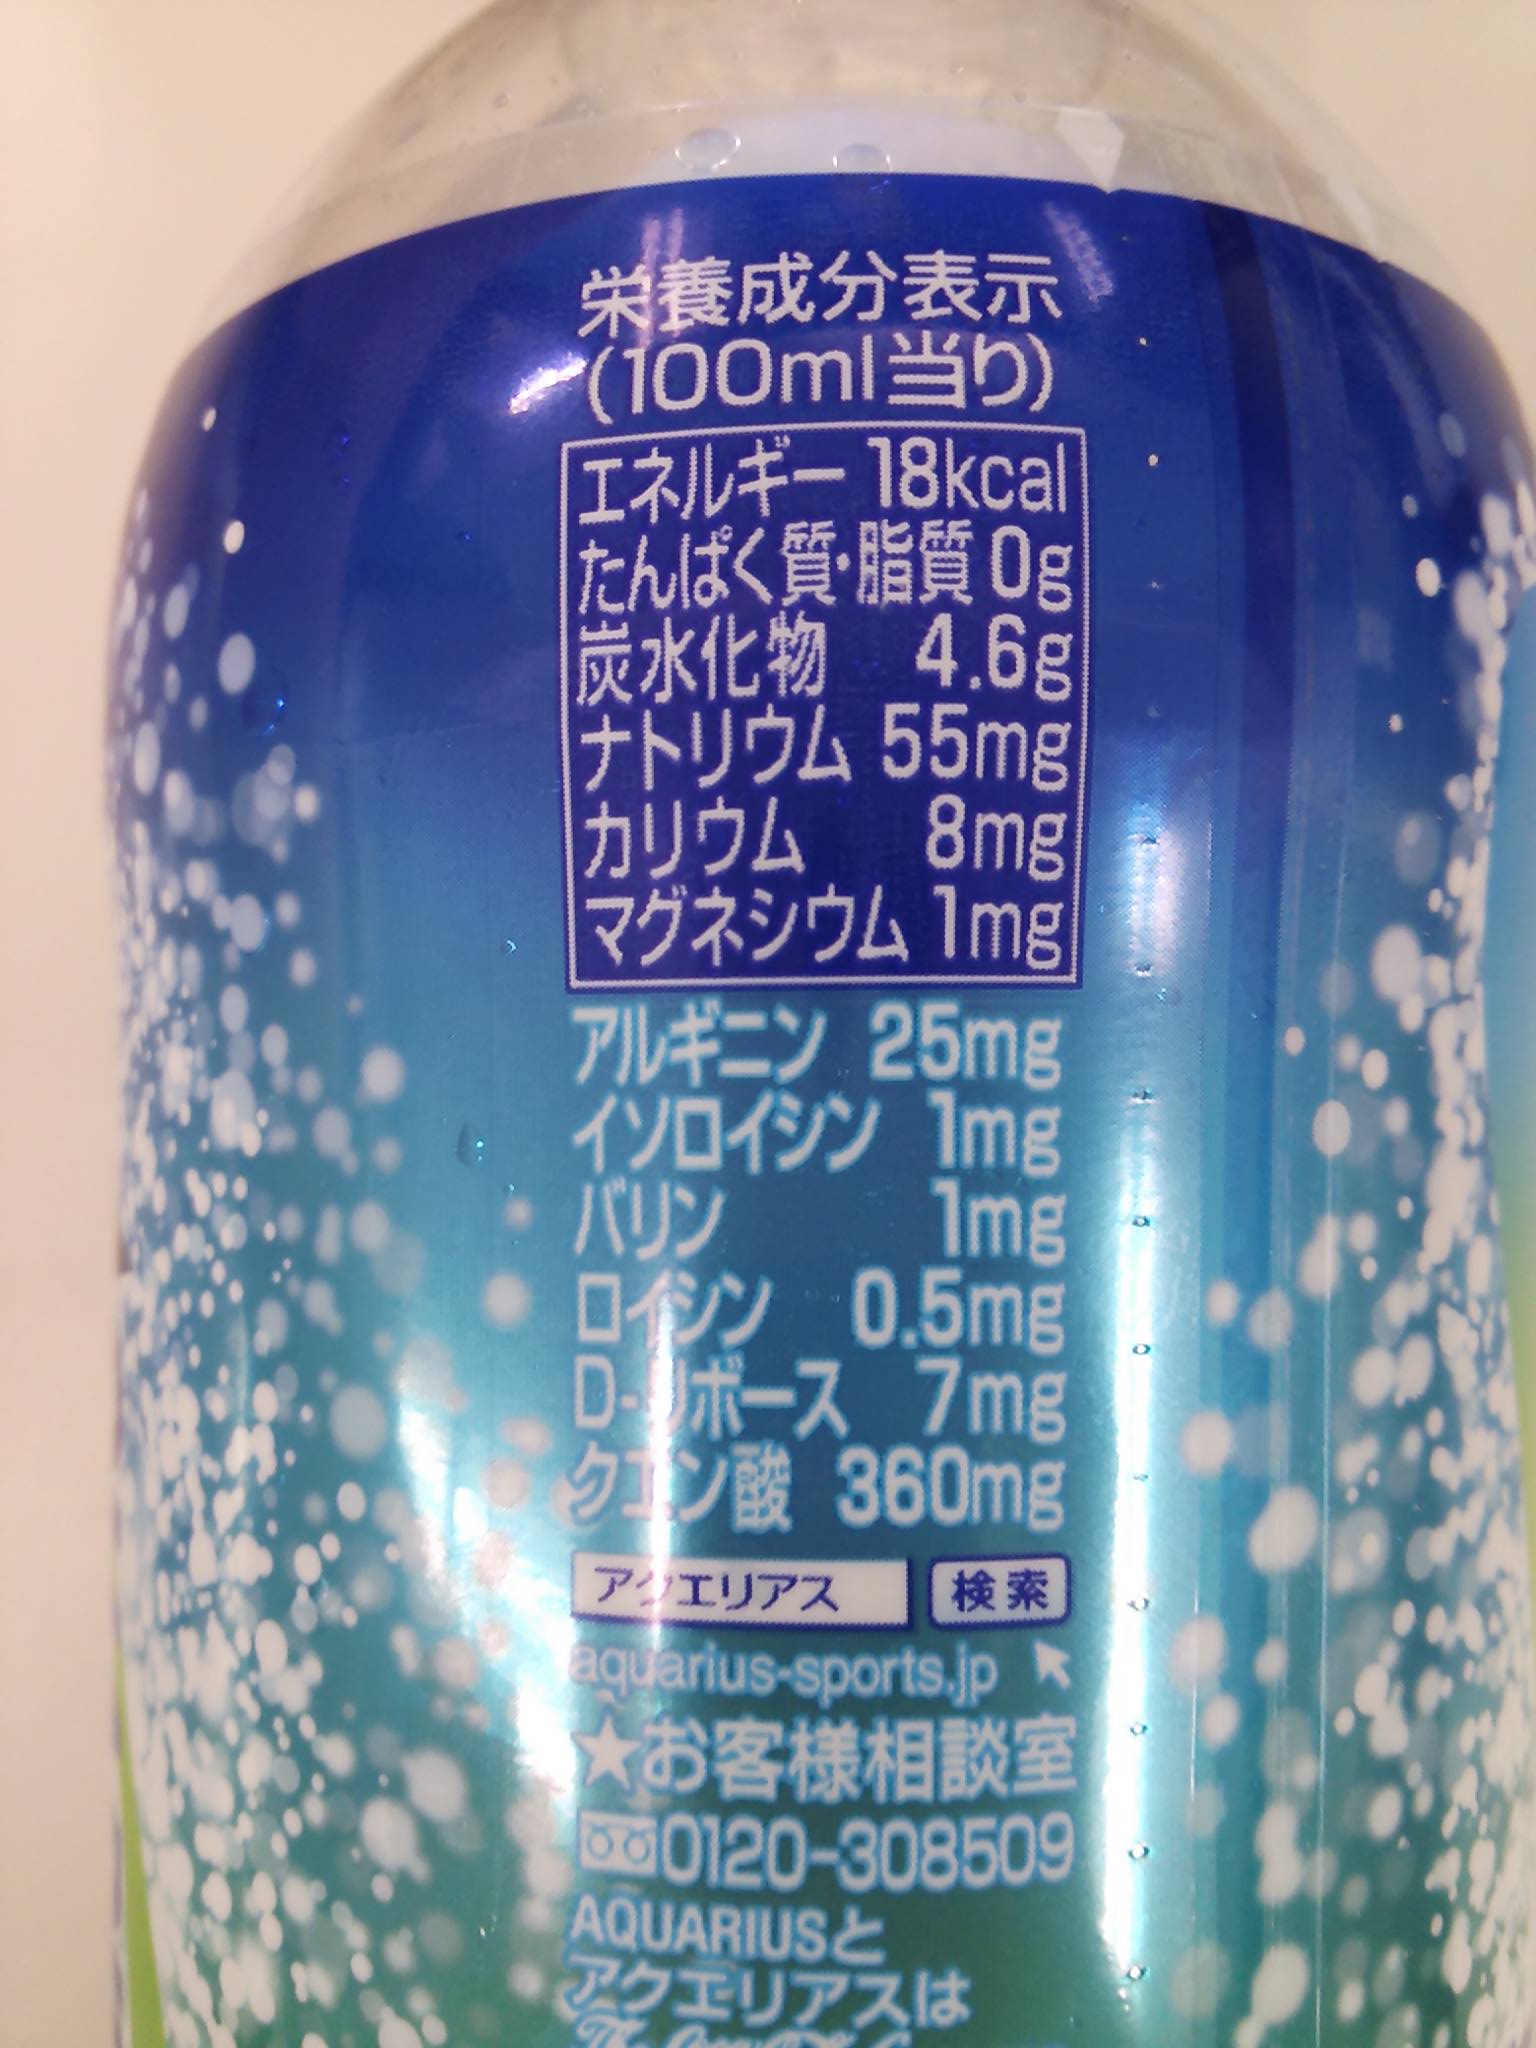 栄養成分表示
(100ml当り)
エネルギー 18kcal
たんぱく質・脂質 0g
炭水化物 4.6g
ナトリウム 55mg
カリウム 8mg
マグネシウム 1mg
アルギニン 25mg
イソロイシン 1mg
バリン 1mg
ロイシン 0.5mg
D-リボース 7mg
クエン酸 360mg
アクエリアス 検索
aquarius-sports.jp
★お客様相談室
0120-308509
AQUARIUSと
アクエリアスは